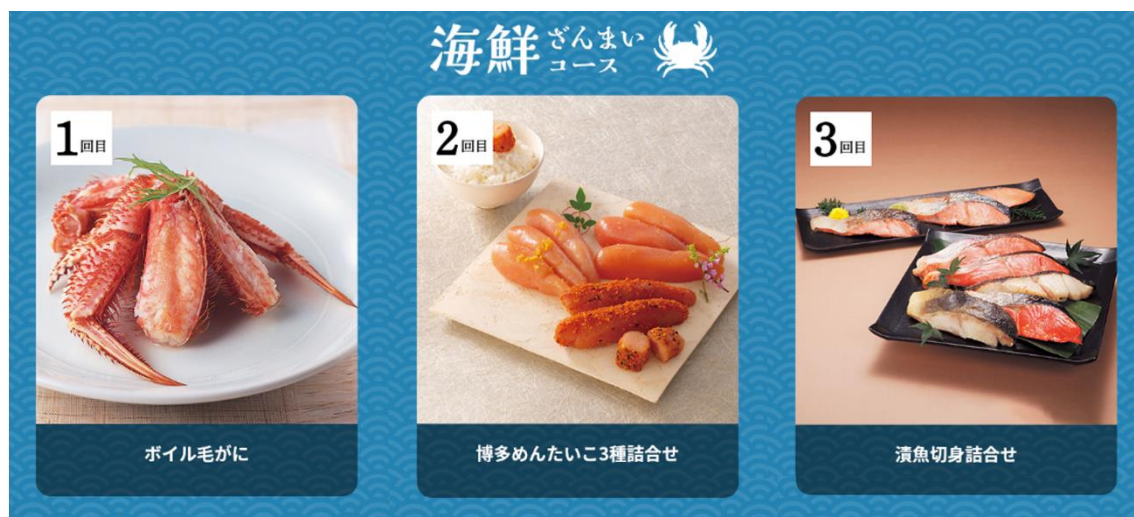 海鮮ざんまいコース
1回目
ボイル毛がに
2回目
博多めんたいこ3種詰合せ
3回目
漬魚切身詰合せ